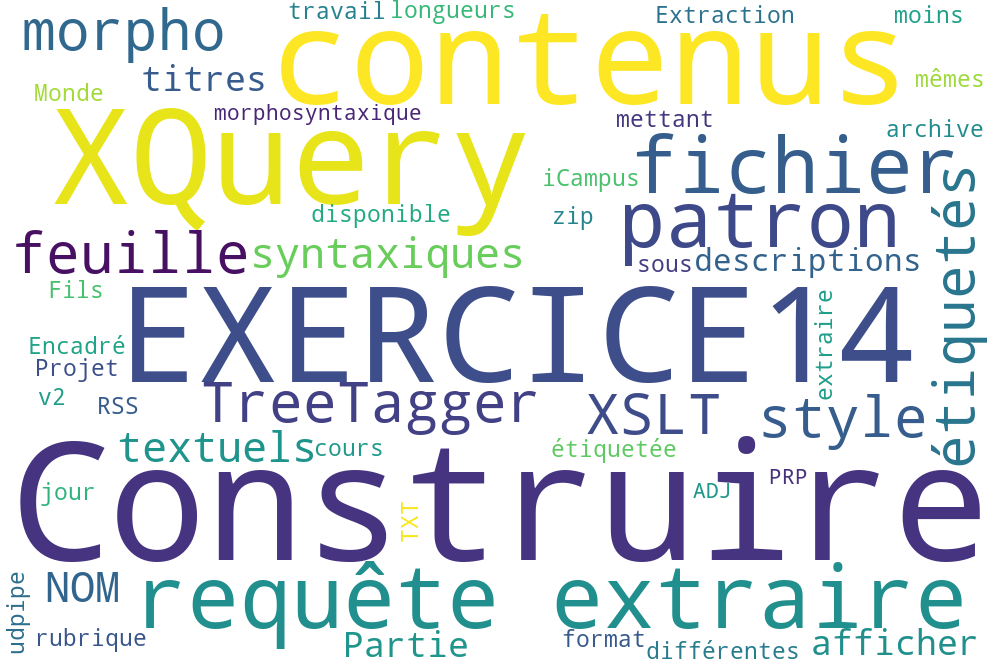 travail
longueurs
Extraction
moins
morpho
contenus
titres
mêmes
Monde
morphosyntaxique
mettant
archive
XQuery
fichier
iCampus
disponible
zip
patron
étiquetés
feuille
syntaxiques
sous
descriptions
Fils
EXERCICE14
extraire
Encadré
Projet
v2
RSS
TreeTagger
XSLT
style
textuels
cours
étiquetée
Construire
jour
TXT
ADJ
PRP
udpipe
NOM
requête
extraire
rubrique
Partie
format
différentes
afficher